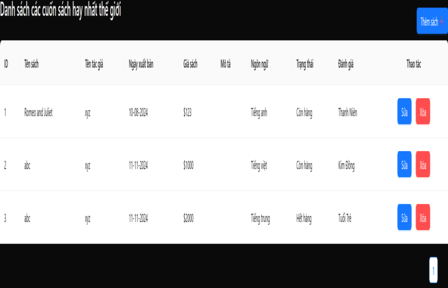 Danh sách các cuốn sách hay nhất thế giới
Thêm sách +
ID Tên sách Tên tác giả Ngày xuất bản Giá sách Mô tả Ngôn ngữ Trạng thái Đánh giá Thao tác
1 Romeo and Juliet xyz 10-08-2024 $123 Tiếng anh Còn hàng Thanh Niên Sửa Xóa
2 abc xyz 11-11-2024 $1000 Tiếng việt Còn hàng Kim Đồng Sửa Xóa
3 abc xyz 11-11-2024 $2000 Tiếng trung Hết hàng Tuổi Trẻ Sửa Xóa
1